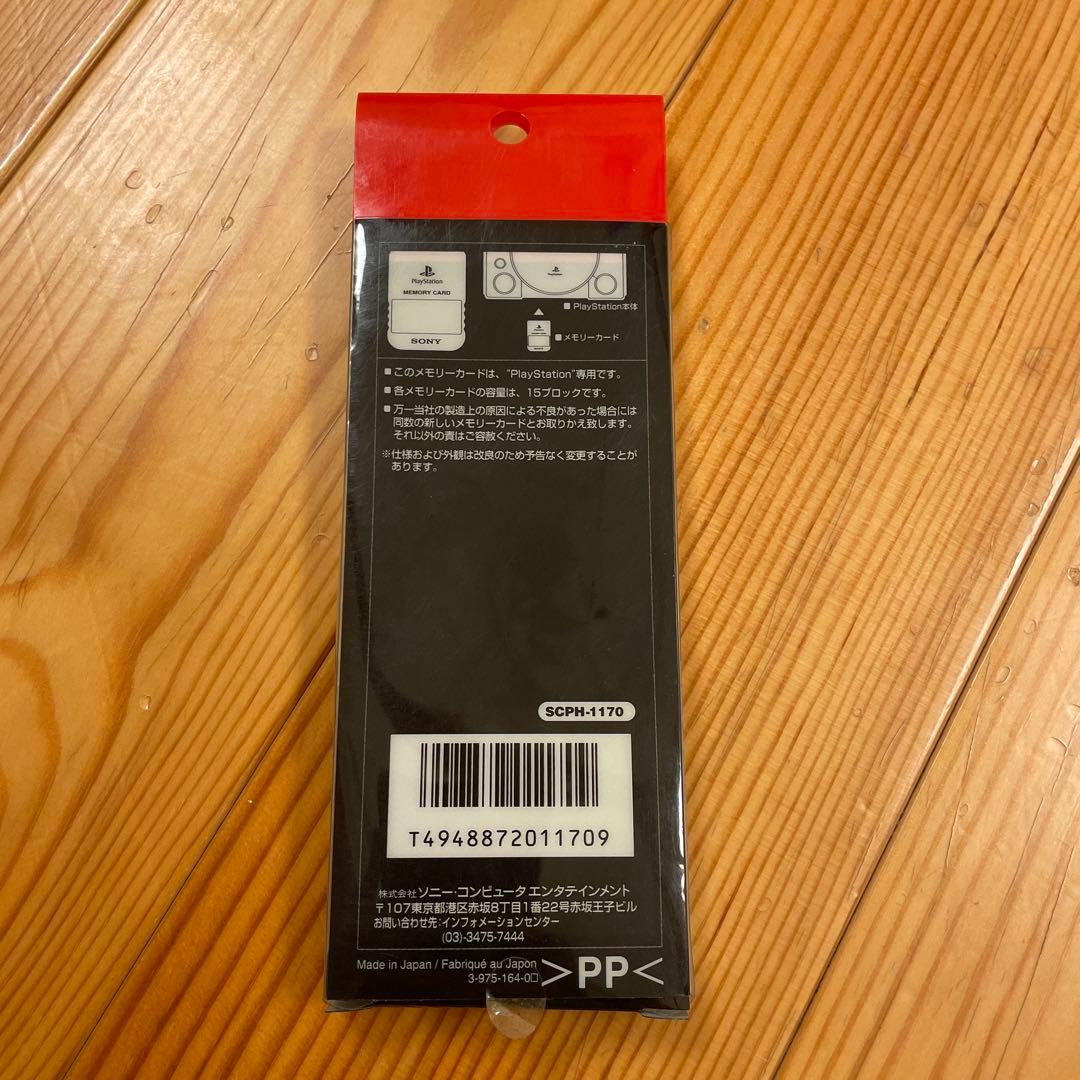 PlayStation
MEMORY CARD
SONY
PlayStation
■ PlayStation本体
■ メモリーカード
■ このメモリーカードは、"PlayStation"専用です。
■ 各メモリーカードの容量は、15ブロックです。
■ 万一当社の製造上の原因による不良があった場合には
同数の新しいメモリーカードとお取りかえ致します。
それ以外の責はご容赦ください。
※仕様および外観は改良のため予告なく変更することが
あります。
SCPH-1170
T4948872011709
株式会社 ソニー・コンピュータ エンタテインメント
〒107東京都港区赤坂8丁目1番22号赤坂王子ビル
お問い合わせ先:インフォメーションセンター
(03)-3475-7444
Made in Japan / Fabriqué au Japon
3-975-164-0□
>PP<